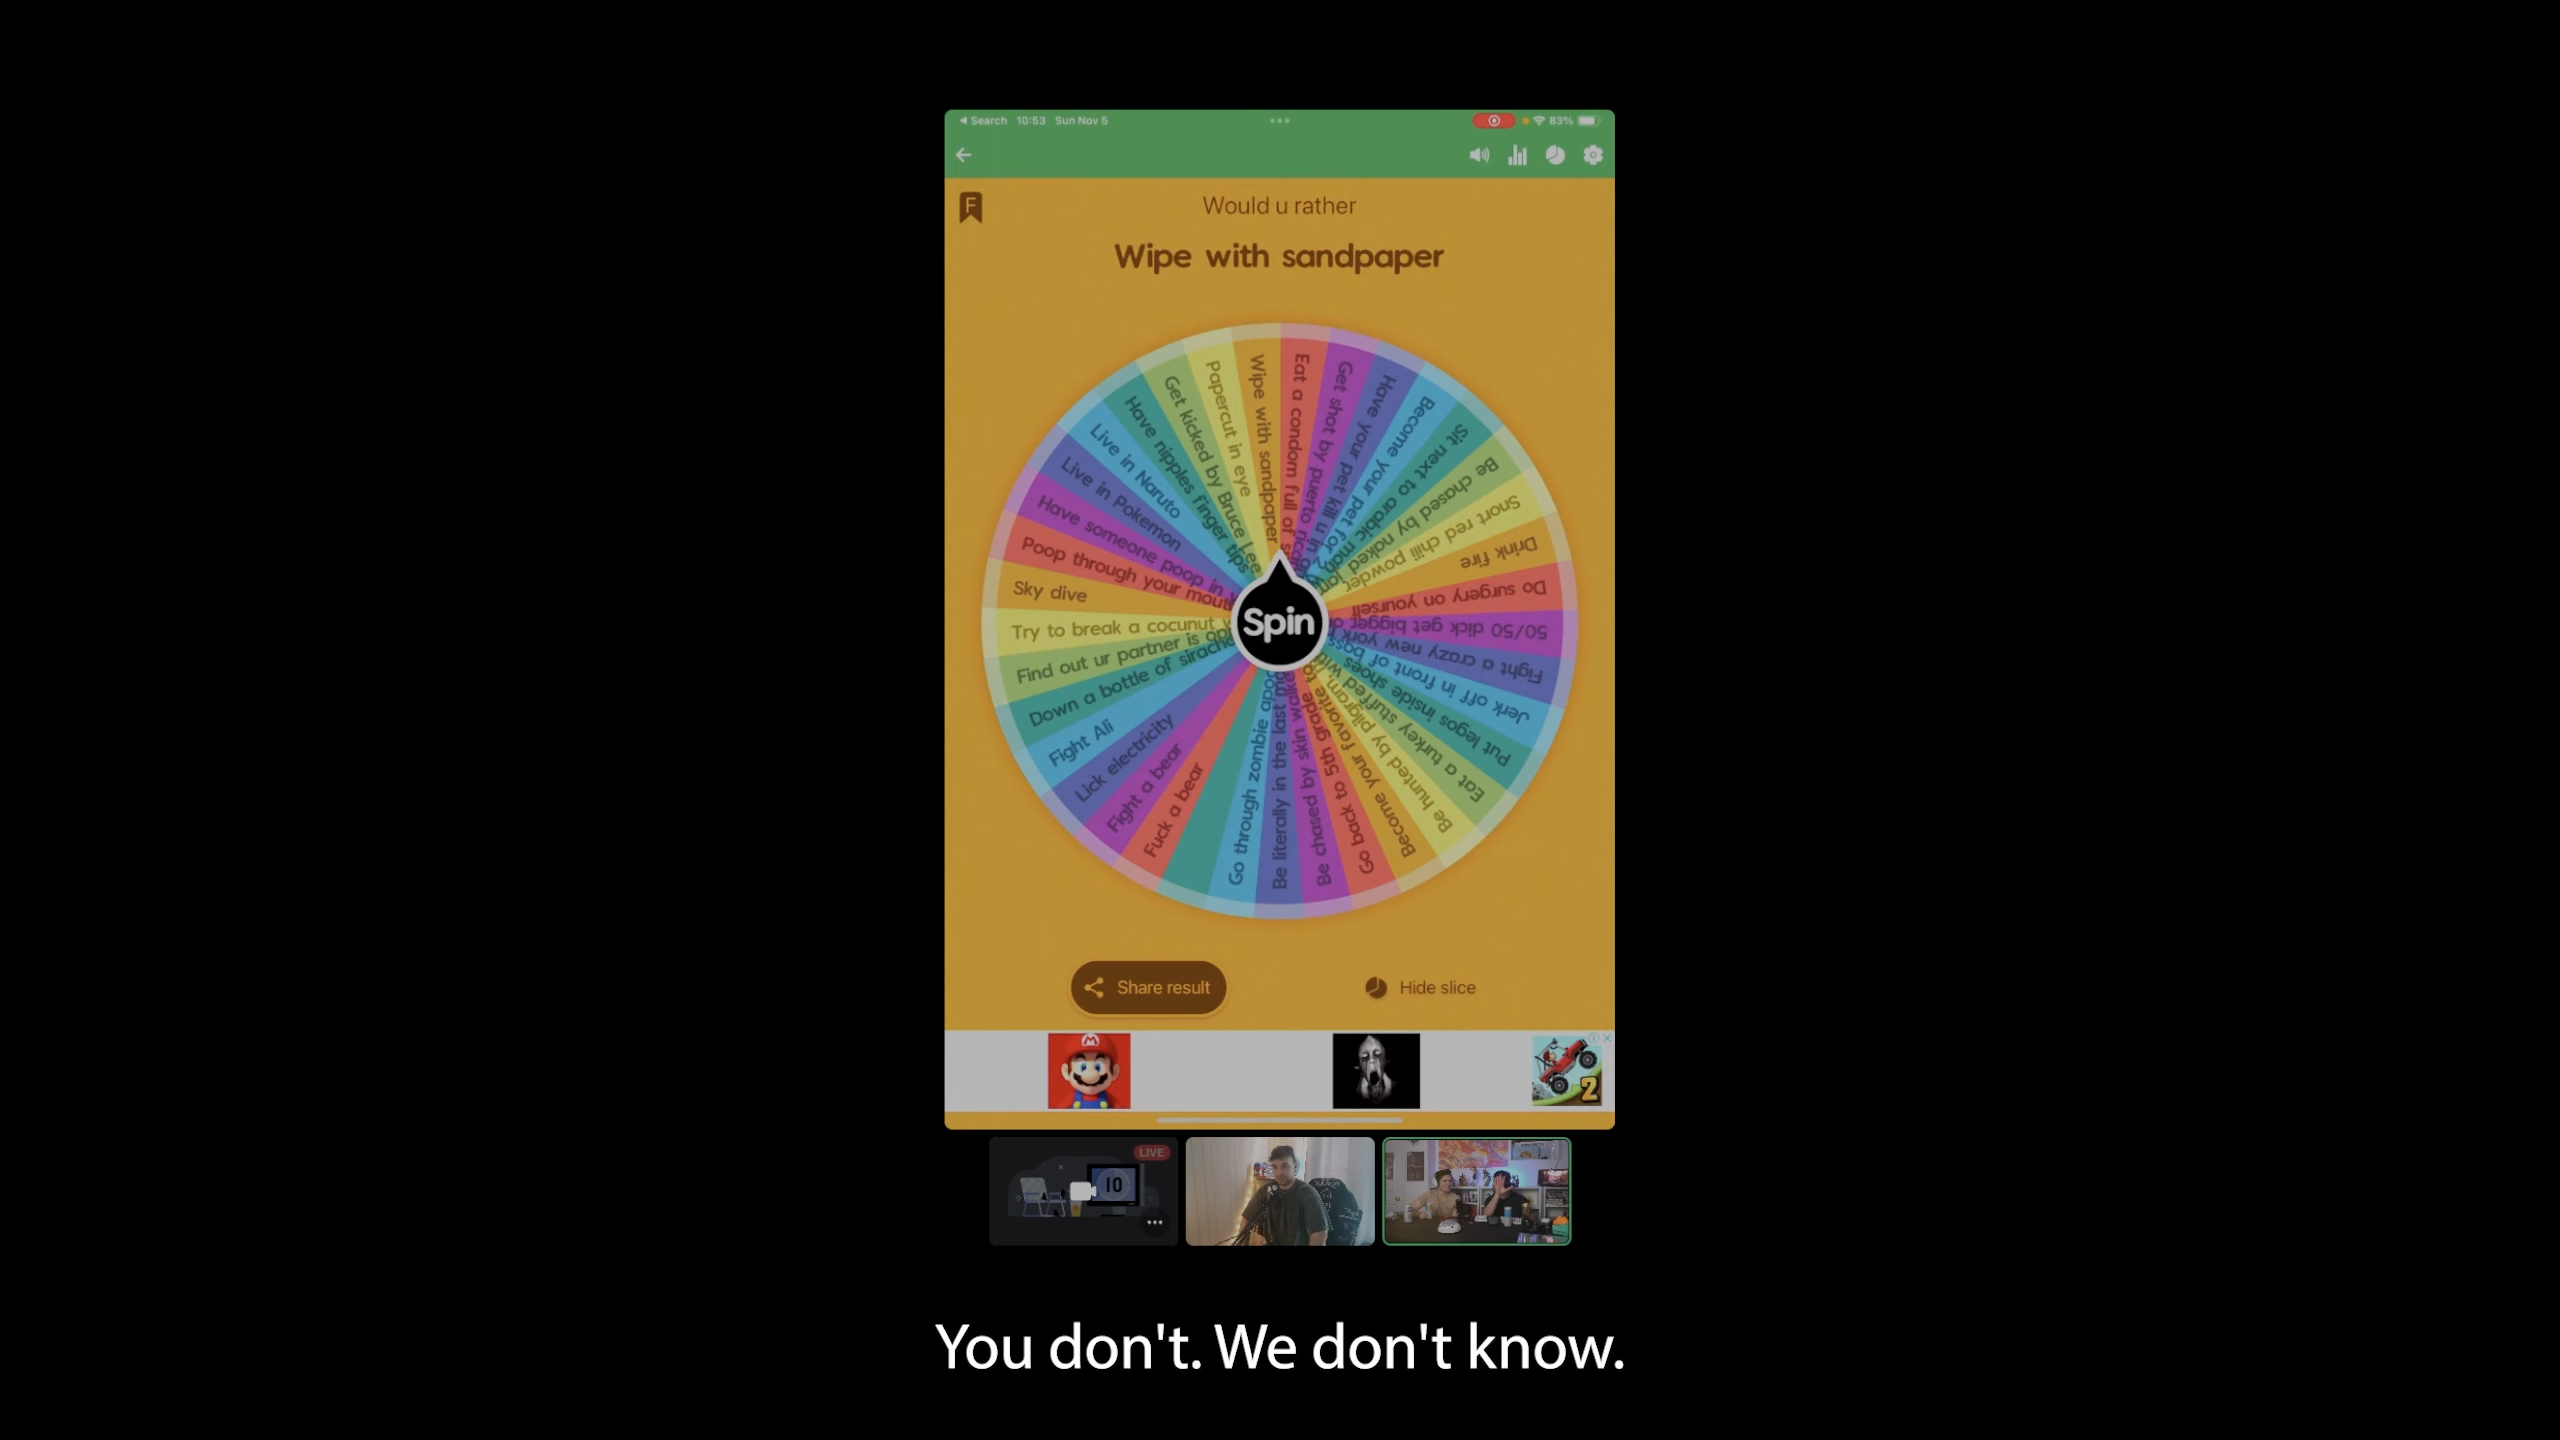 Search 10:53 Sun Nov 5
83%
F
Would u rather
Wipe with sandpaper
Eat a condom full of
Get shot by puerto
Have your pet kill u in
Become your pet for
Sit next to arabic man
Be chased by naked
Snort red chili powder
Drink fire
Do surgery on yourself
50/50 dick get bigger
Fight a crazy new york
Jerk off in front of
Put legos inside shoes
Eat a turkey stuffed with
Be hunted by pilgram
Become your favorite
Go back to 5th grade
Be chased by skin
Be literally in the last
Go through zombie
Fuck a bear
Fight a bear
Lick electricity
Fight Ali
Down a bottle of
Find out ur partner is
Try to break a cocunut
Sky dive
Poop through your
Have someone poop in
Live in Pokemon
Live in Naruto
Have nipples finger tips
Get kicked by Bruce Lee
Papercut in eye
Wipe with sandpaper
Spin
Share result
Hide slice
M
2
LIVE
10
You don't. We don't know.